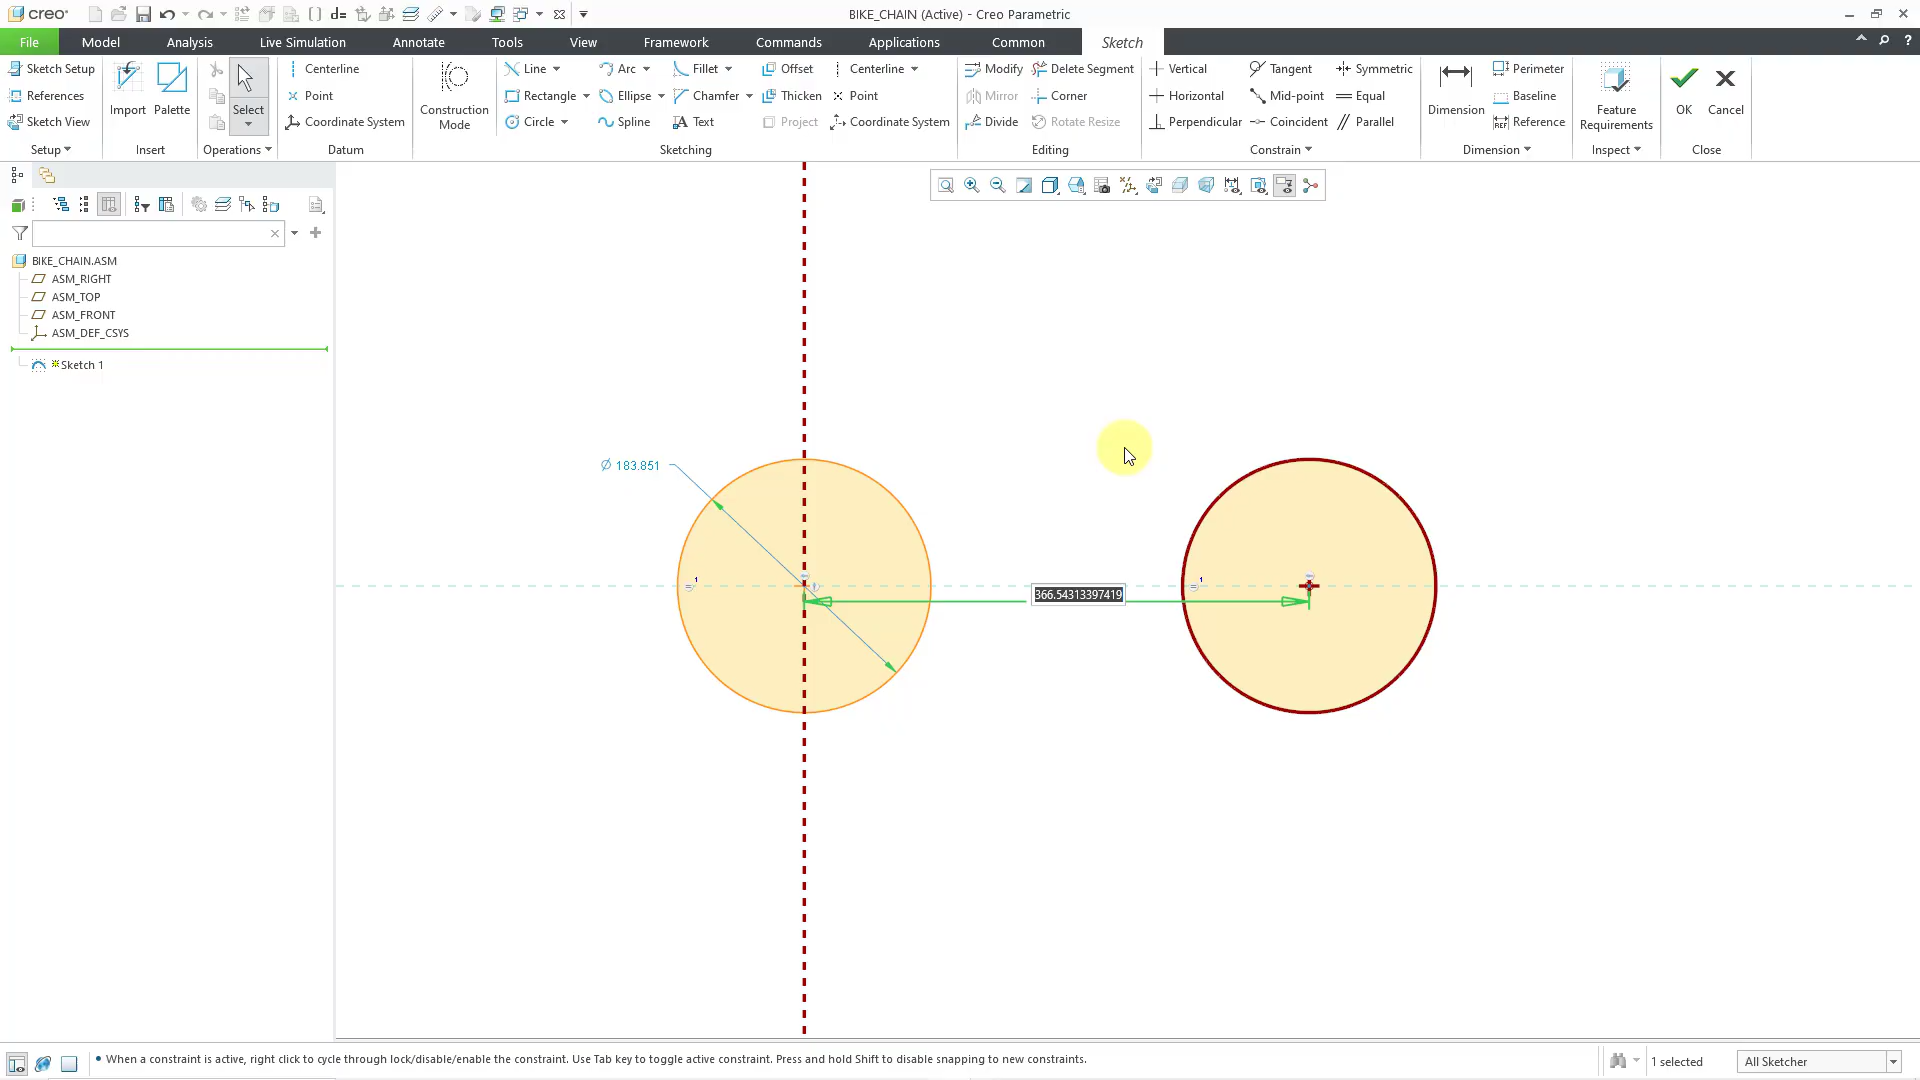 creo
d=
BIKE_CHAIN (Active) - Creo Parametric
File
Model
Analysis
Live Simulation
Annotate
Tools
View
Framework
Commands
Applications
Common
Sketch
?
Sketch Setup
References
Sketch View
Setup
Import
Palette
Insert
Select
Operations
Centerline
Point
Coordinate System
Datum
Construction
Mode
Line
Rectangle
Circle
Arc
Ellipse
Spline
Fillet
Chamfer
Text
Offset
Thicken
Project
Centerline
Point
Coordinate System
Sketching
Modify
Mirror
Divide
Delete Segment
Corner
Rotate Resize
Editing
Vertical
Horizontal
Perpendicular
Tangent
Mid-point
Coincident
Symmetric
Equal
Parallel
Constrain
Dimension
Perimeter
Baseline
Reference
Dimension
Feature
Requirements
Inspect
OK
Cancel
Close
BIKE_CHAIN.ASM
ASM_RIGHT
ASM_TOP
ASM_FRONT
ASM_DEF_CSYS
Sketch 1
Ø 183.851
1
366.54313397419
1
• When a constraint is active, right click to cycle through lock/disable/enable the constraint. Use Tab key to toggle active constraint. Press and hold Shift to disable snapping to new constraints.
1 selected
All Sketcher